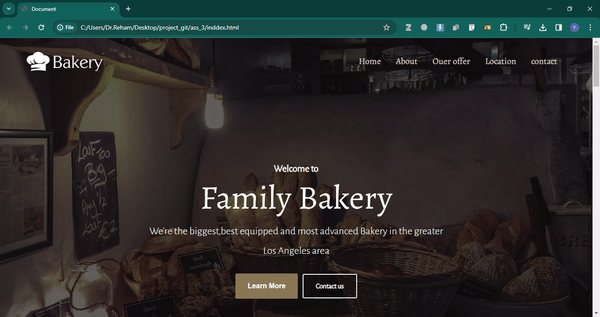 Document
File
C:/Users/Dr.Reham/Desktop/project_git/ass_3/inddex.html
Bakery
Home About Ouer offer Location contact
Loaf
Welcome to
Family Bakery
We're the biggest,best equipped and most advanced Bakery in the greater
Los Angeles area
Learn More
Contact us